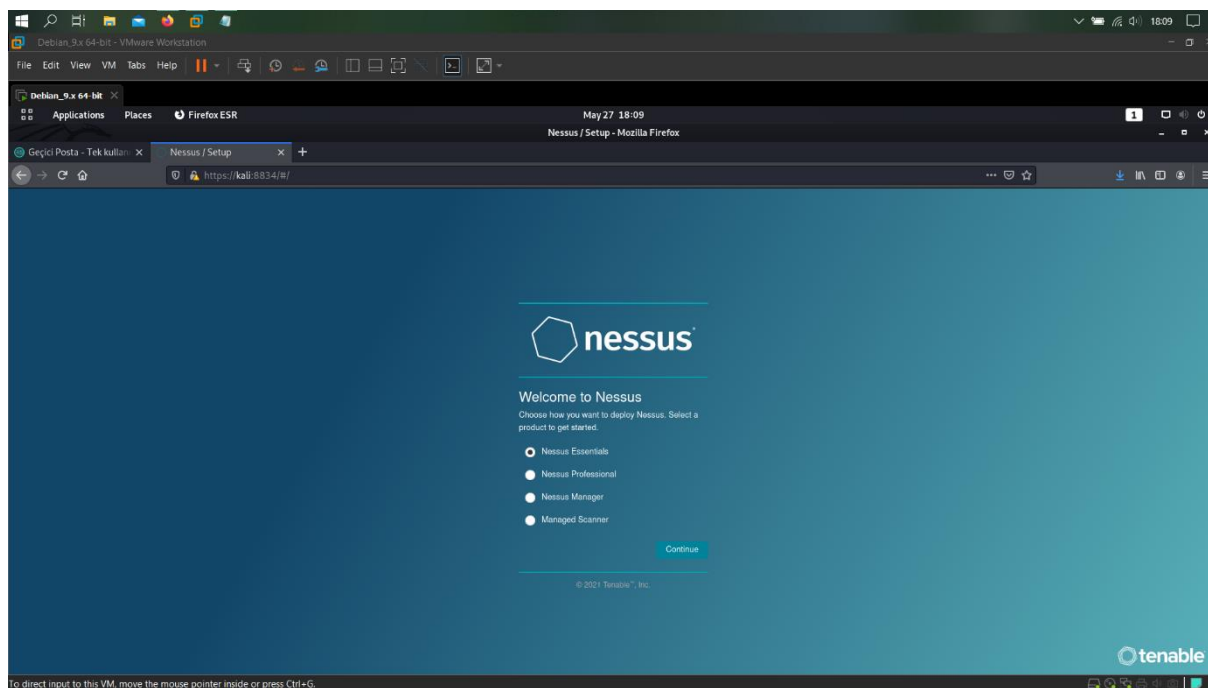 18:09
Debian_9.x 64-bit - VMware Workstation
File Edit View VM Tabs Help
Debian_9.x 64-bit
Applications Places Firefox ESR May 27 18:09 1
Nessus / Setup - Mozilla Firefox
Geçici Posta - Tek kullanı Nessus / Setup
https://kali:8834/#/
nessus
Welcome to Nessus
Choose how you want to deploy Nessus. Select a
product to get started.
Nessus Essentials
Nessus Professional
Nessus Manager
Managed Scanner
Continue
© 2021 Tenable™, Inc.
tenable
To direct input to this VM, move the mouse pointer inside or press Ctrl+G.